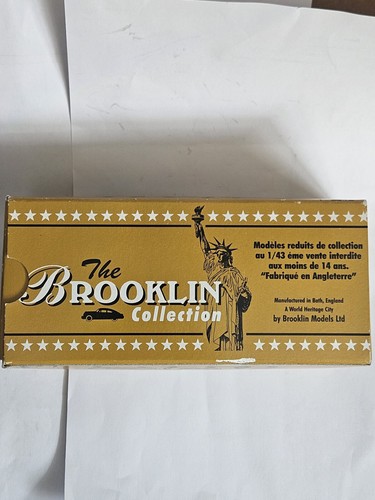 The
BROOKLIN
Collection
Modèles reduits de collection
au 1/43 éme vente interdite
aux moins de 14 ans.
"Fabriqué en Angleterre"
Manufactured in Bath, England
A World Heritage City
by Brooklin Models Ltd